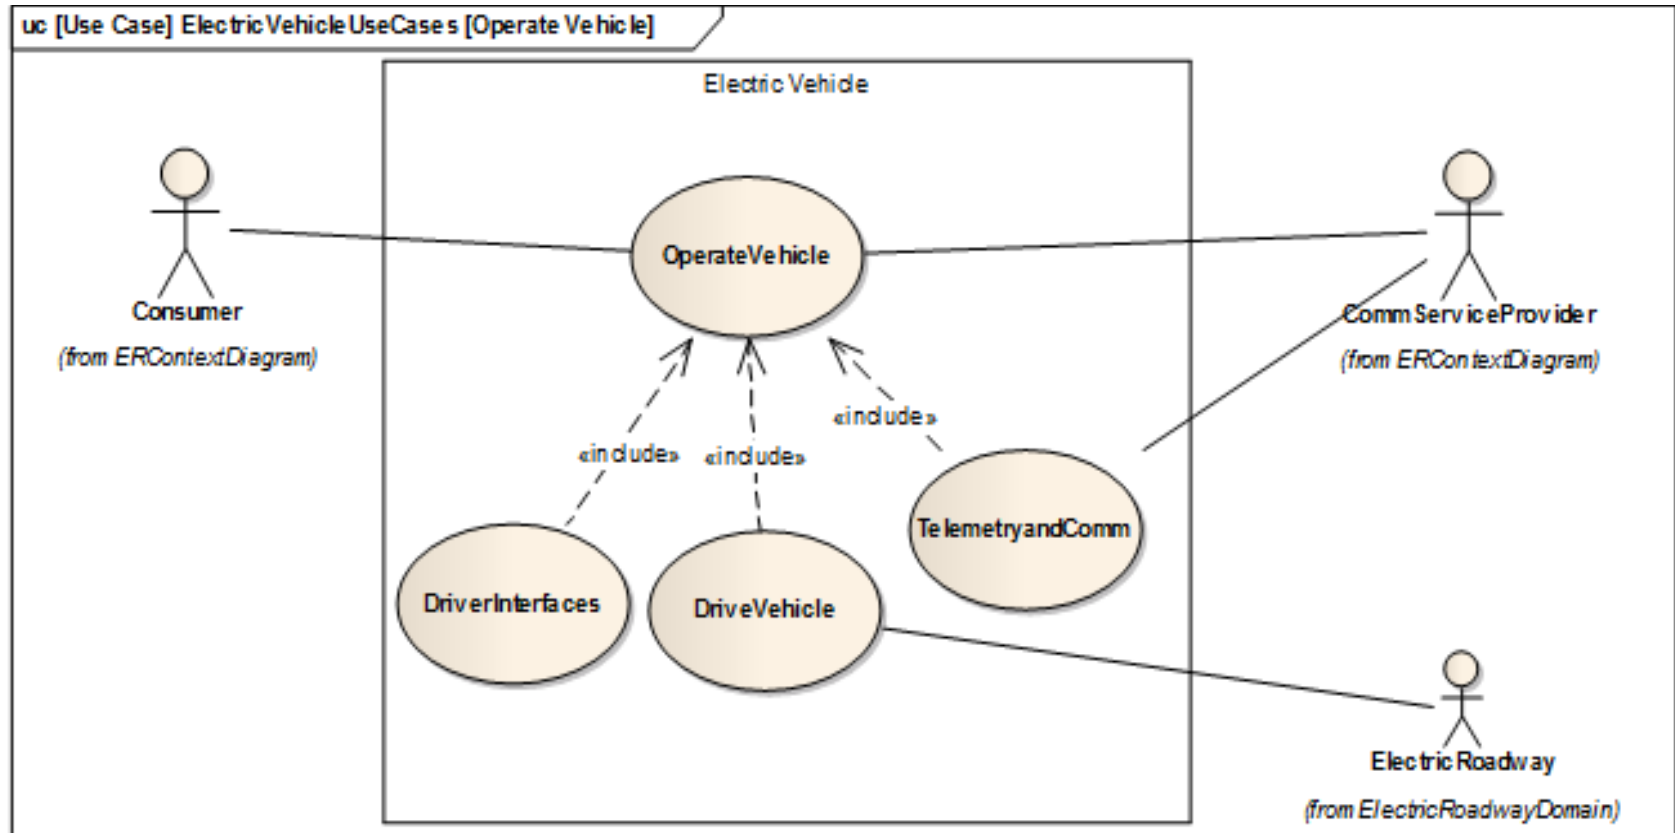 uc [Use Case] ElectricVehicleUseCases [Operate Vehicle]
Electric Vehicle
OperateVehicle
Consumer
(from ERContextDiagram)
CommServiceProvider
(from ERContextDiagram)
«include»
«include»
«include»
TelemetryandComm
DriverInterfaces
DriveVehicle
ElectricRoadway
(from ElectricRoadwayDomain)